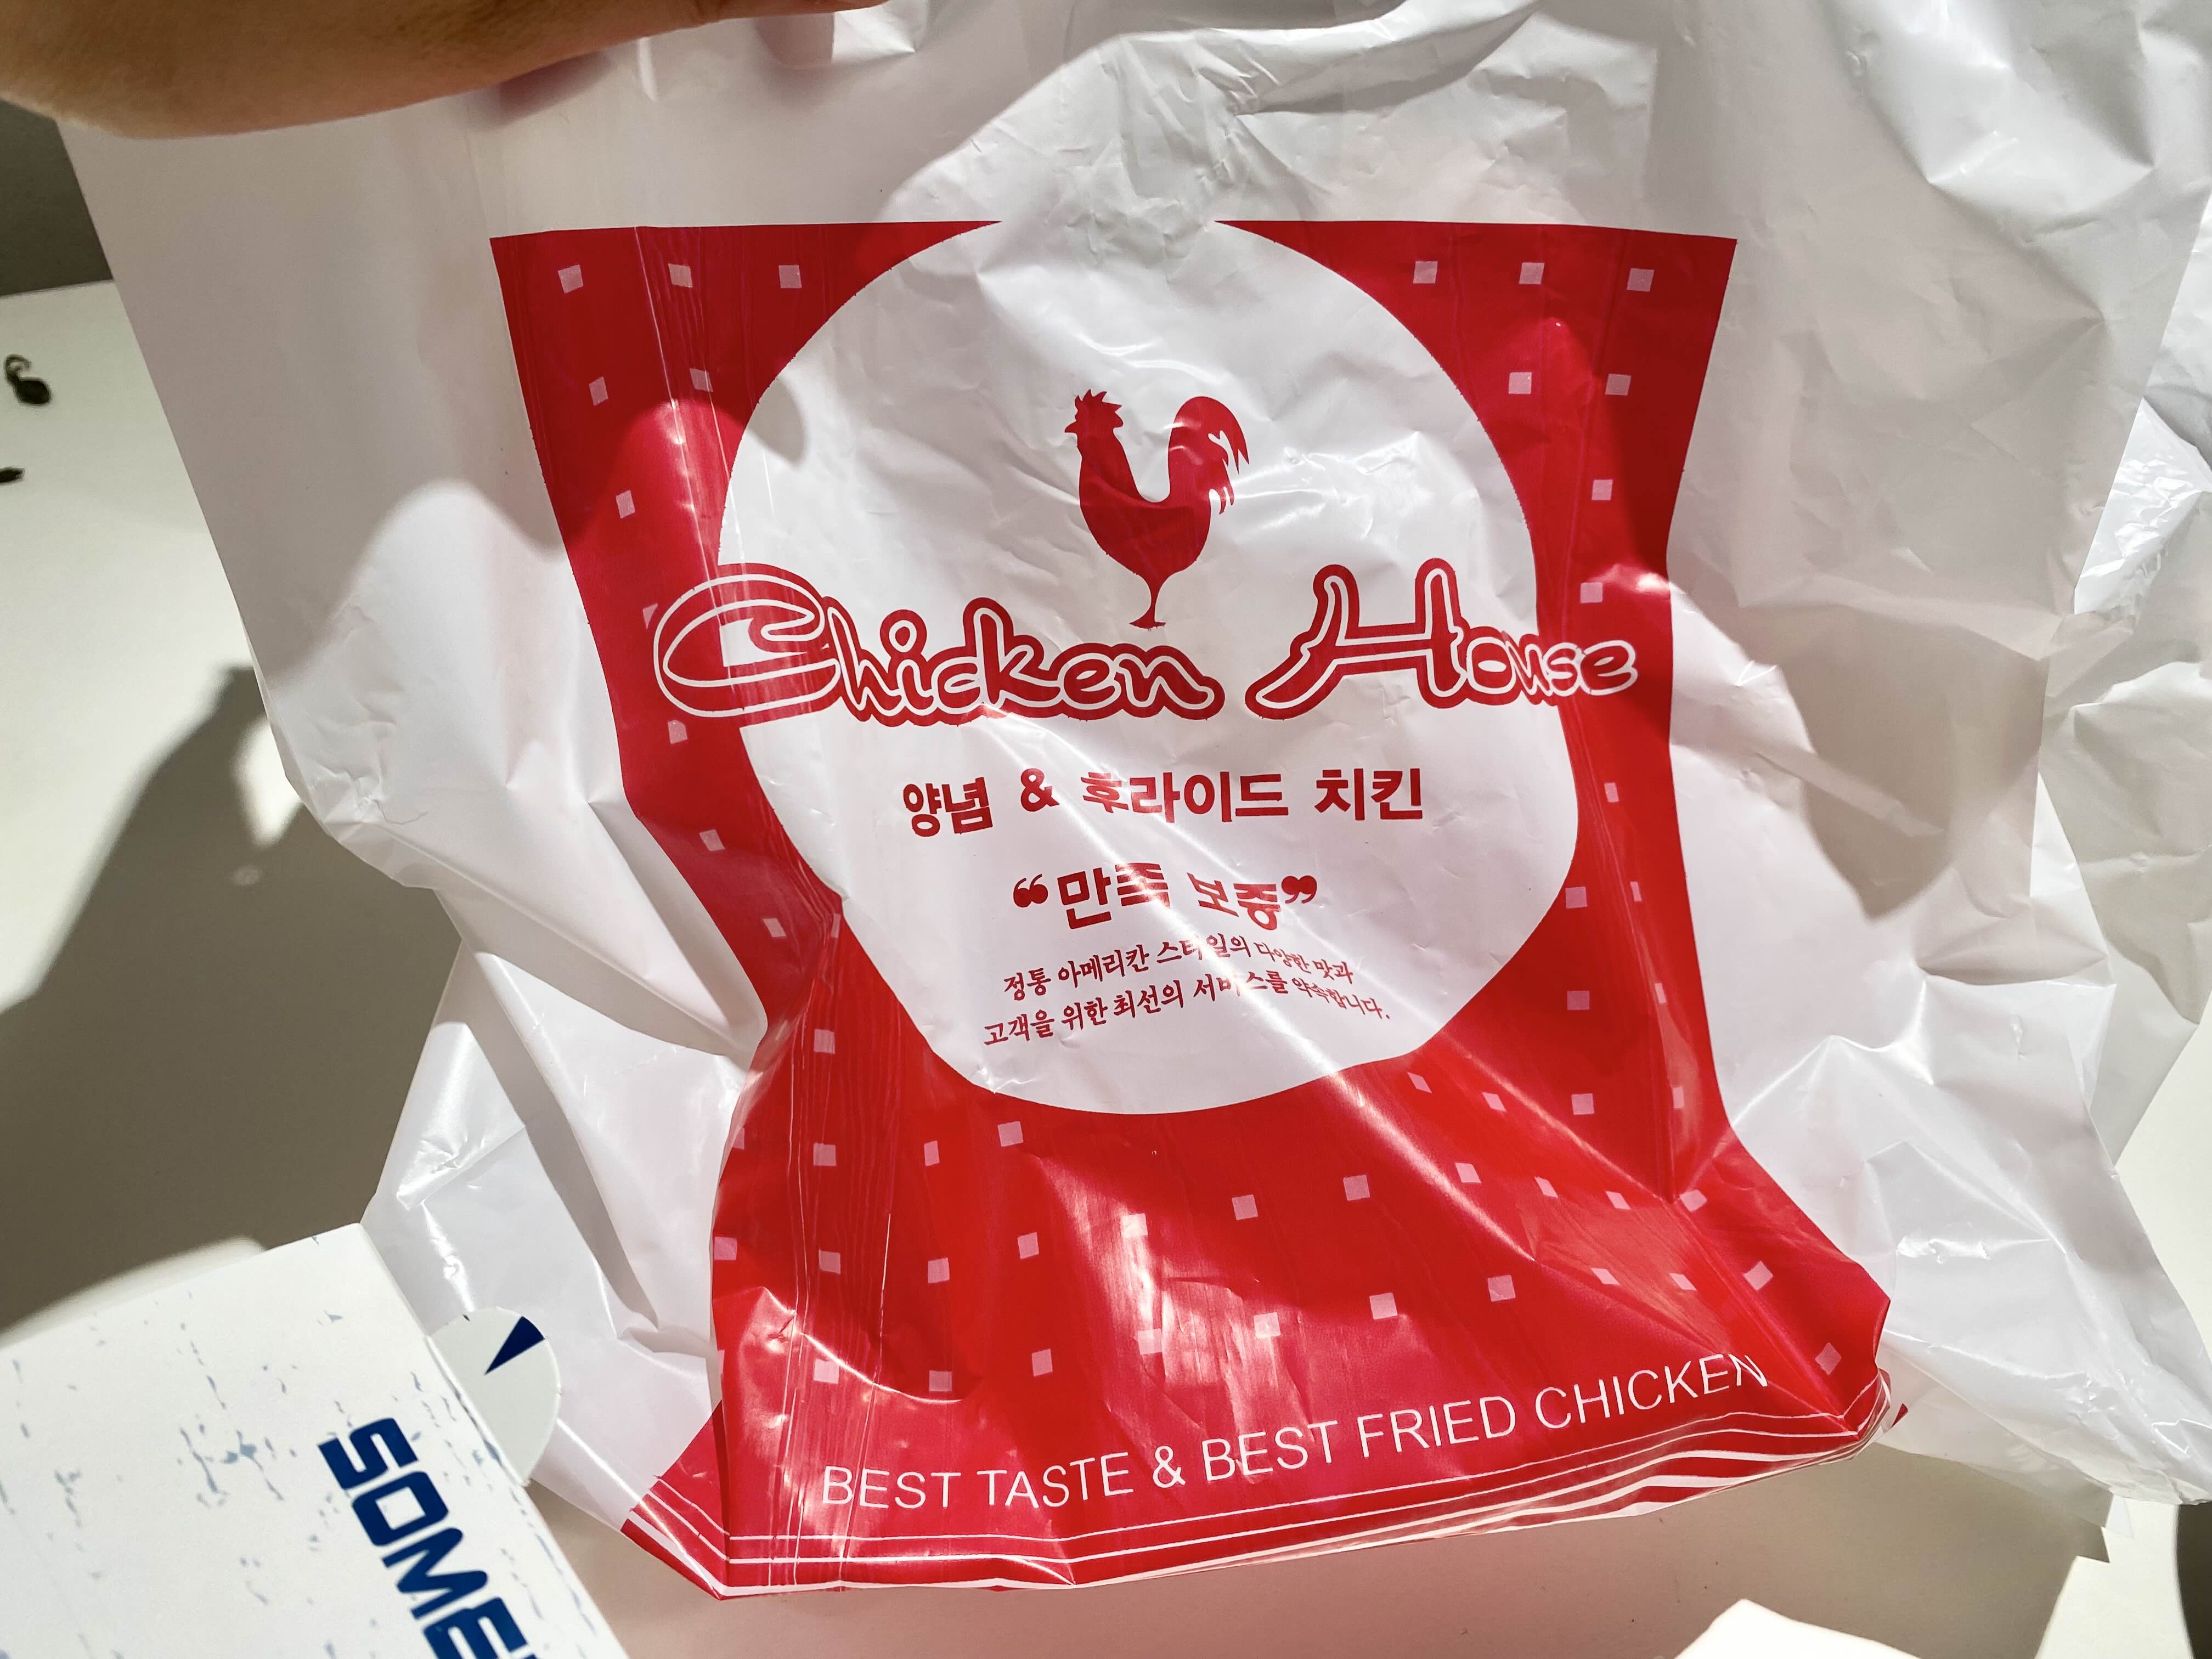 Chicken House
양념 & 후라이드 치킨
“만족 보증”
정통 아메리칸 스타일의 다양한 맛과
고객을 위한 최선의 서비스를 약속합니다.
BEST TASTE & BEST FRIED CHICKEN